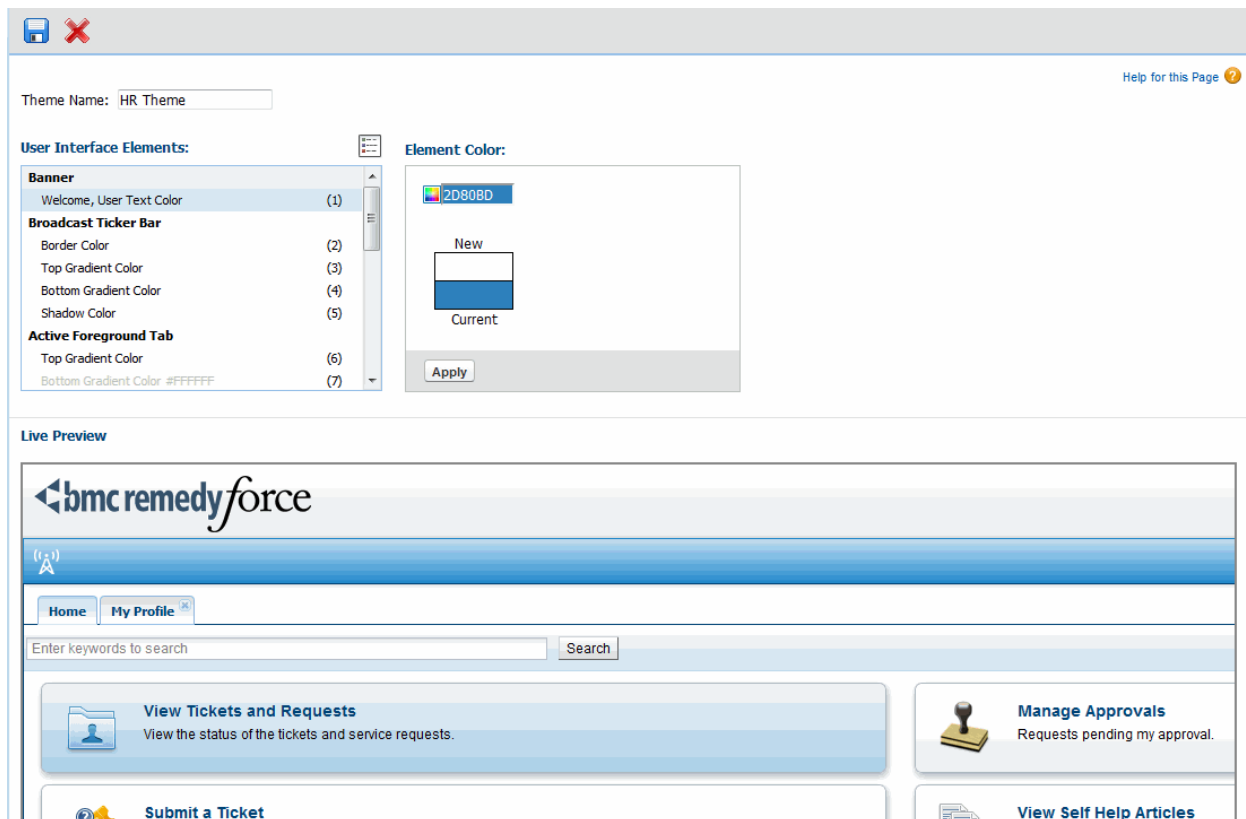 Help for this Page
Theme Name: HR Theme
User Interface Elements:
Element Color:
Banner
Welcome, User Text Color (1)
Broadcast Ticker Bar
Border Color (2)
Top Gradient Color (3)
Bottom Gradient Color (4)
Shadow Color (5)
Active Foreground Tab
Top Gradient Color (6)
Bottom Gradient Color #FFFFFF (7)
2D80BD
New
Current
Apply
Live Preview
bmc remedyforce
Home My Profile
Enter keywords to search Search
View Tickets and Requests
View the status of the tickets and service requests.
Manage Approvals
Requests pending my approval.
Submit a Ticket
View Self Help Articles